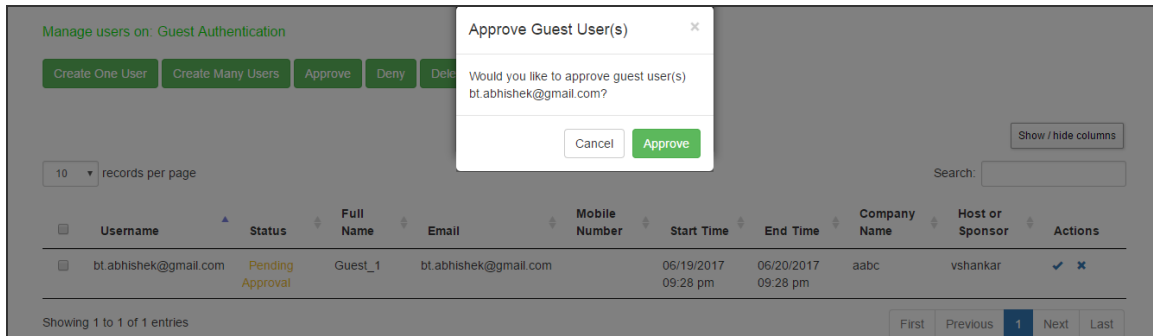 Manage users on: Guest Authentication
Approve Guest User(s) ×
Create One User Create Many Users Approve Deny Dele
Would you like to approve guest user(s)
bt.abhishek@gmail.com?
Cancel Approve
Show / hide columns
10 records per page
Search:
Username Status Full Name Email Mobile Number Start Time End Time Company Name Host or Sponsor Actions
bt.abhishek@gmail.com Pending Approval Guest_1 bt.abhishek@gmail.com 06/19/2017 09:28 pm 06/20/2017 09:28 pm aabc vshankar
Showing 1 to 1 of 1 entries
First Previous 1 Next Last